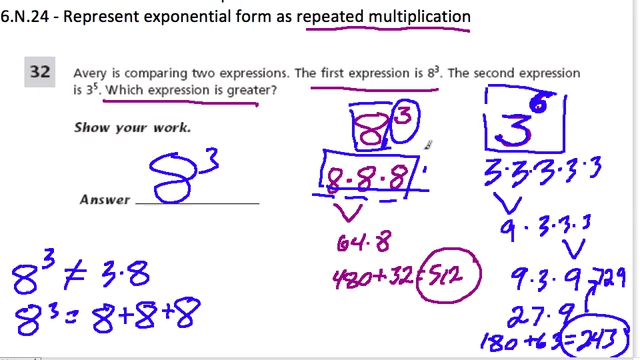 6.N.24 - Represent exponential form as repeated multiplication
32 Avery is comparing two expressions. The first expression is 8³. The second expression
is 3⁵. Which expression is greater?
Show your work.
Answer 8³
8³ ≠ 3·8
8³ = 8+8+8
8³
8·8·8
64·8
480+32=512
3⁶
3·3·3·3·3
9·3·3·3
9·3·9 729
27·9
180+63=243